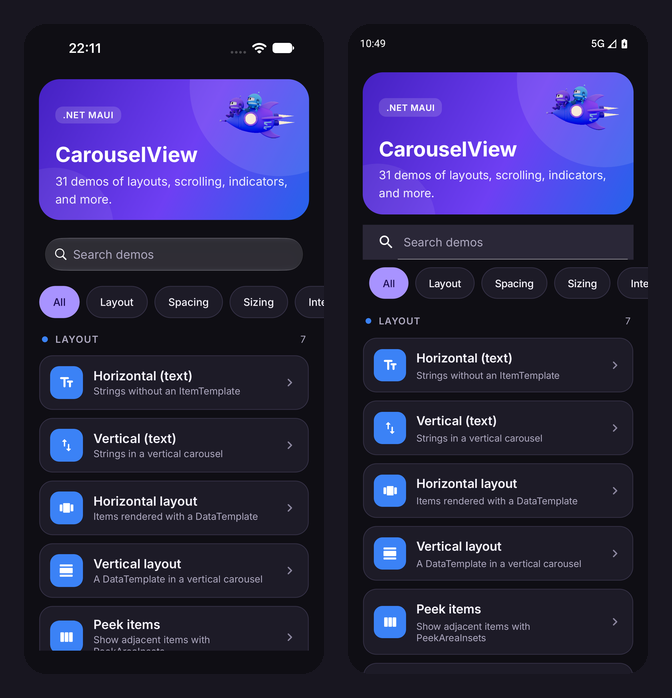 22:11
.NET MAUI
CarouselView
31 demos of layouts, scrolling, indicators,
and more.
Search demos
All Layout Spacing Sizing Inte
LAYOUT 7
Horizontal (text)
Strings without an ItemTemplate
Vertical (text)
Strings in a vertical carousel
Horizontal layout
Items rendered with a DataTemplate
Vertical layout
A DataTemplate in a vertical carousel
Peek items
Show adjacent items with
PeekAreaInsets
10:49 5G
.NET MAUI
CarouselView
31 demos of layouts, scrolling, indicators,
and more.
Search demos
All Layout Spacing Sizing Inte
LAYOUT 7
Horizontal (text)
Strings without an ItemTemplate
Vertical (text)
Strings in a vertical carousel
Horizontal layout
Items rendered with a DataTemplate
Vertical layout
A DataTemplate in a vertical carousel
Peek items
Show adjacent items with
PeekAreaInsets